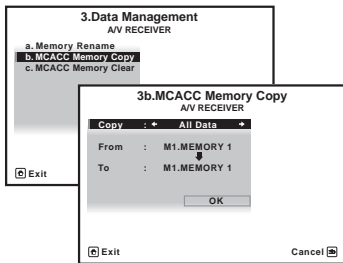 3.Data Management
A/V RECEIVER
a. Memory Rename
b. MCACC Memory Copy
c. MCACC Memory Clear
Exit
3b.MCACC Memory Copy
A/V RECEIVER
Copy : All Data
From : M1.MEMORY 1
To : M1.MEMORY 1
OK
Exit Cancel